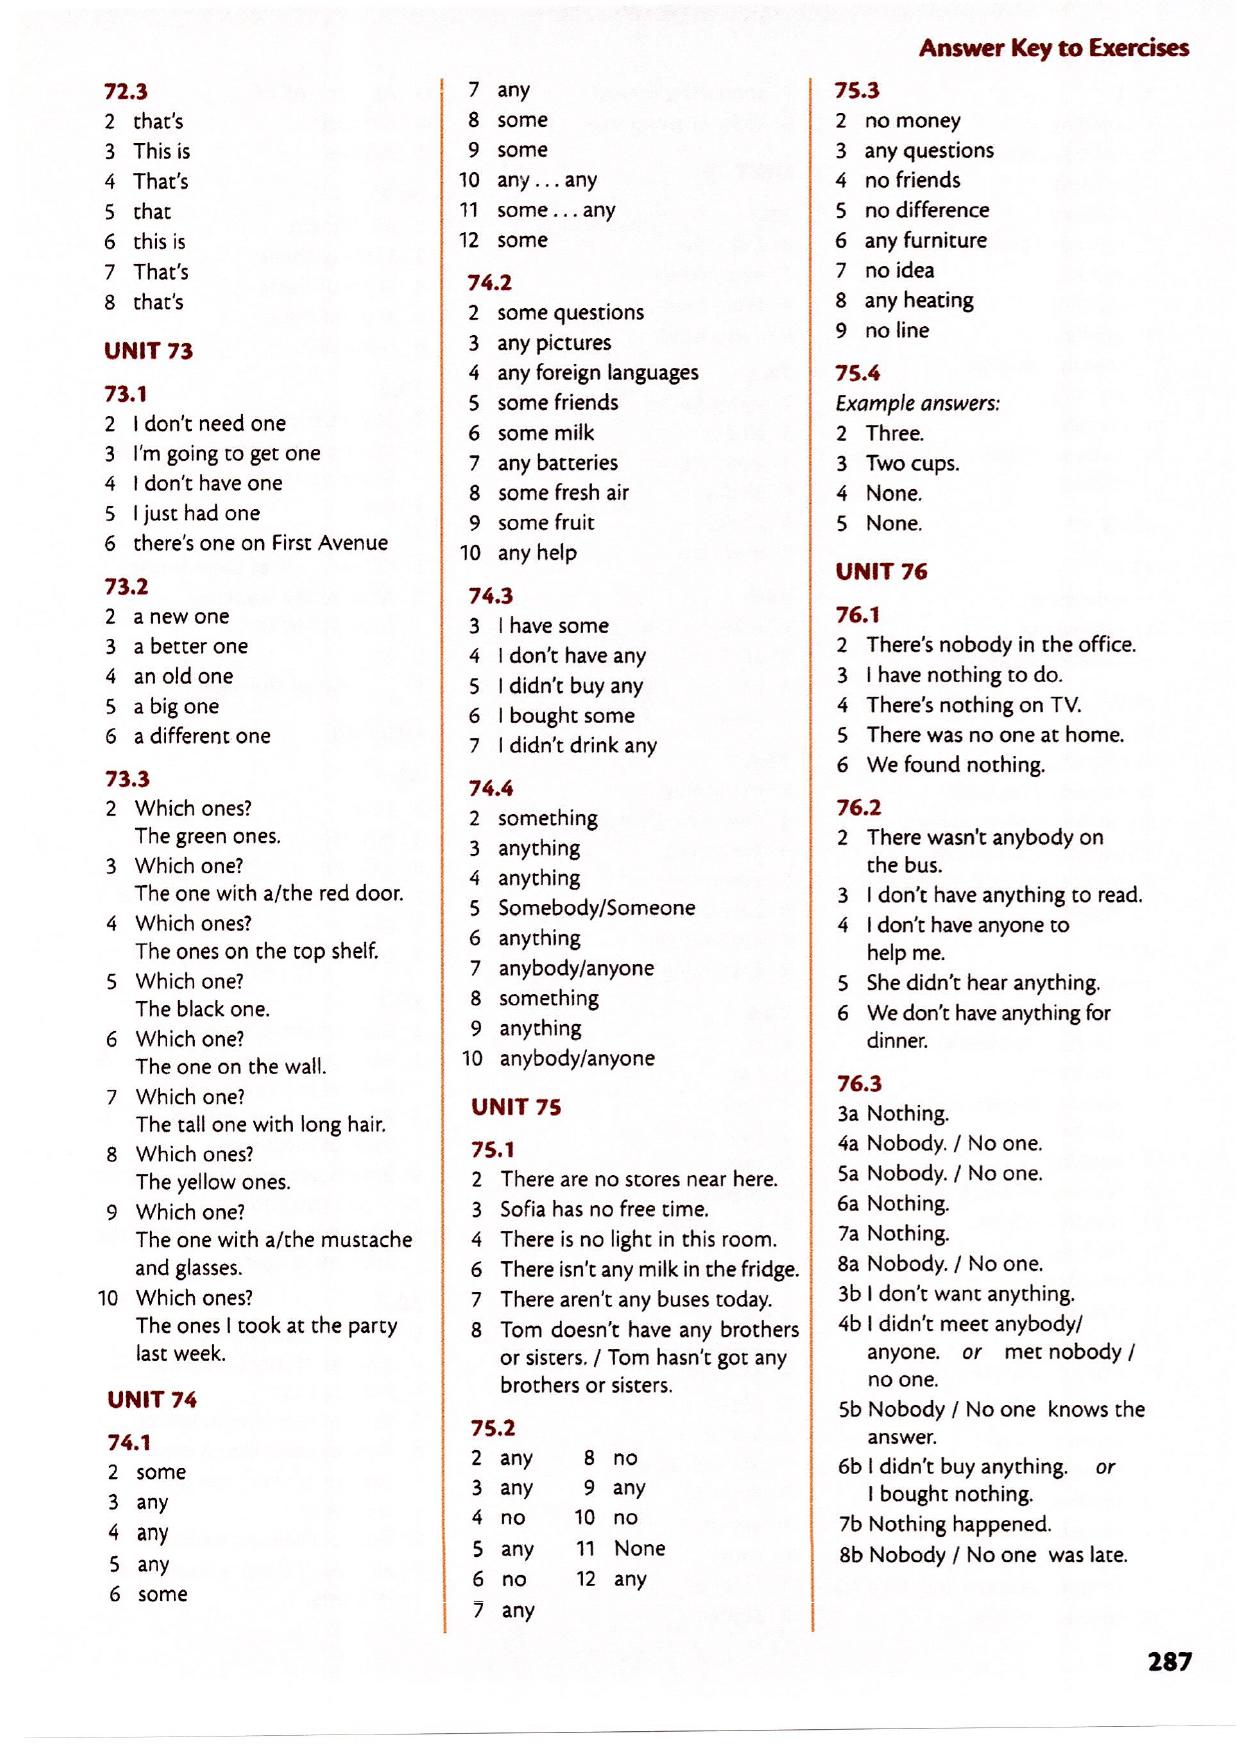 Answer Key to Exercises
72.3
2 that's
3 This is
4 That's
5 that
6 this is
7 That's
8 that's
UNIT 73
73.1
2 I don't need one
3 I'm going to get one
4 I don't have one
5 I just had one
6 there's one on First Avenue
73.2
2 a new one
3 a better one
4 an old one
5 a big one
6 a different one
73.3
2 Which ones?
The green ones.
3 Which one?
The one with a/the red door.
4 Which ones?
The ones on the top shelf.
5 Which one?
The black one.
6 Which one?
The one on the wall.
7 Which one?
The tall one with long hair.
8 Which ones?
The yellow ones.
9 Which one?
The one with a/the mustache
and glasses.
10 Which ones?
The ones I took at the party
last week.
UNIT 74
74.1
2 some
3 any
4 any
5 any
6 some
7 any
8 some
9 some
10 any . . . any
11 some . . . any
12 some
74.2
2 some questions
3 any pictures
4 any foreign languages
5 some friends
6 some milk
7 any batteries
8 some fresh air
9 some fruit
10 any help
74.3
3 I have some
4 I don't have any
5 I didn't buy any
6 I bought some
7 I didn't drink any
74.4
2 something
3 anything
4 anything
5 Somebody/Someone
6 anything
7 anybody/anyone
8 something
9 anything
10 anybody/anyone
UNIT 75
75.1
2 There are no stores near here.
3 Sofia has no free time.
4 There is no light in this room.
6 There isn't any milk in the fridge.
7 There aren't any buses today.
8 Tom doesn't have any brothers
or sisters. / Tom hasn't got any
brothers or sisters.
75.2
2 any 8 no
3 any 9 any
4 no 10 no
5 any 11 None
6 no 12 any
7 any
75.3
2 no money
3 any questions
4 no friends
5 no difference
6 any furniture
7 no idea
8 any heating
9 no line
75.4
Example answers:
2 Three.
3 Two cups.
4 None.
5 None.
UNIT 76
76.1
2 There's nobody in the office.
3 I have nothing to do.
4 There's nothing on TV.
5 There was no one at home.
6 We found nothing.
76.2
2 There wasn't anybody on
the bus.
3 I don't have anything to read.
4 I don't have anyone to
help me.
5 She didn't hear anything.
6 We don't have anything for
dinner.
76.3
3a Nothing.
4a Nobody. / No one.
5a Nobody. / No one.
6a Nothing.
7a Nothing.
8a Nobody. / No one.
3b I don't want anything.
4b I didn't meet anybody/
anyone. or met nobody /
no one.
5b Nobody / No one knows the
answer.
6b I didn't buy anything. or
I bought nothing.
7b Nothing happened.
8b Nobody / No one was late.
287